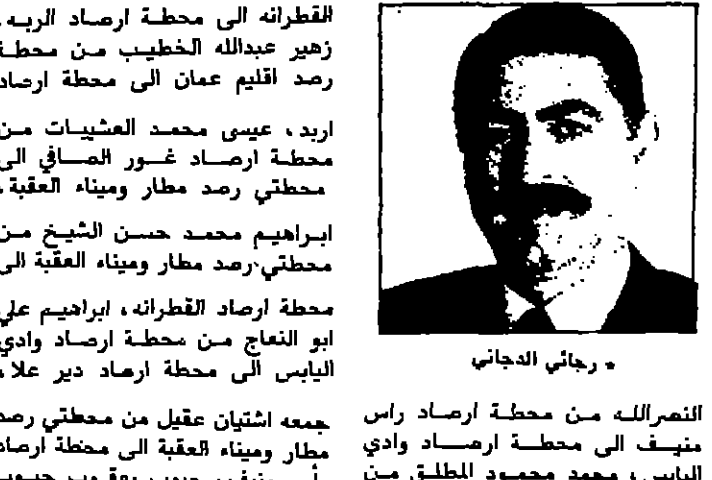 * رجائي الدجاني
النصرالله من محطة ارصاد راس
منيف الى محطة ارصاد وادي
اليابس، محمد محمود المطلق من
القطرانه الى محطة ارصاد الربه،
زهير عبدالله الخطيب من محطة
رصد اقليم عمان الى محطة ارصاد
اربد، عيسى محمد العشيبات من
محطة ارصاد غور الصافي الى
محطتي رصد مطار وميناء العقبة،
ابراهيم محمد حسن الشيخ من
محطتي رصد مطار وميناء العقبة الى
محطة ارصاد القطرانه، ابراهيم علي
ابو النعاج من محطة ارصاد وادي
اليابس الى محطة ارصاد دير علا،
جمعه اشتيان عقيل من محطتي رصد
مطار وميناء العقبة الى محطة ارصاد